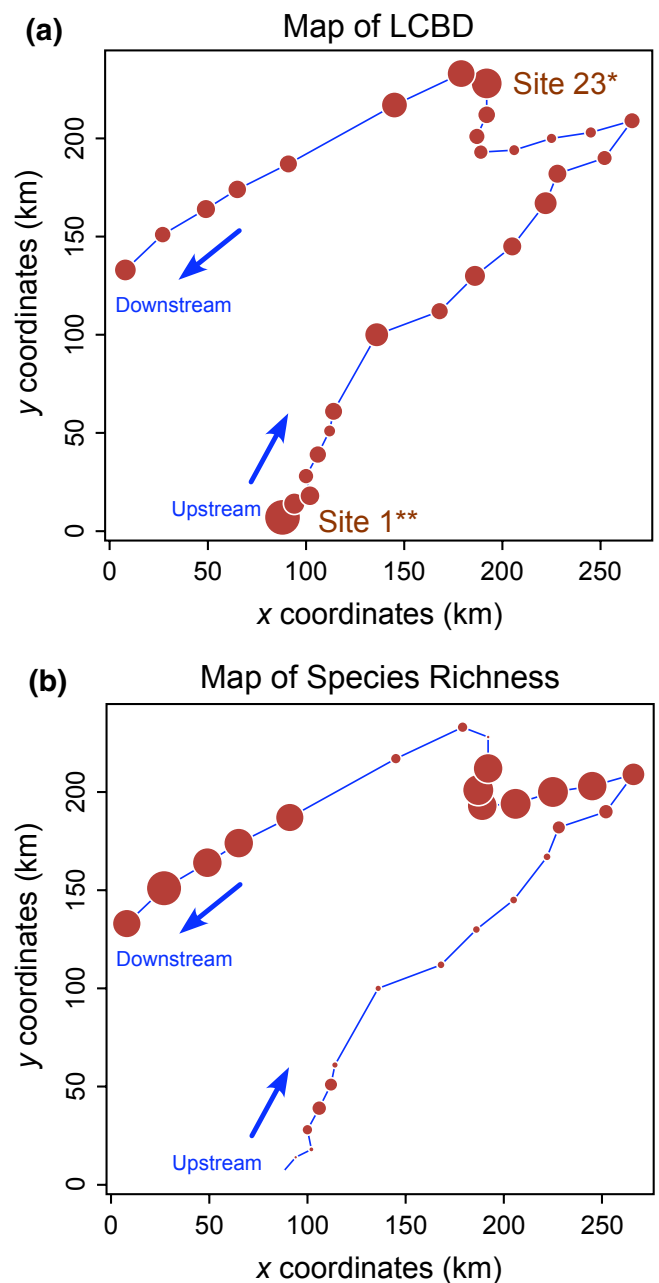 (a)
Map of LCBD
Site 23*
200
150
100
50
0
y coordinates (km)
Downstream
Upstream
Site 1**
0 50 100 150 200 250
x coordinates (km)
(b)
Map of Species Richness
200
150
100
50
0
y coordinates (km)
Downstream
Upstream
0 50 100 150 200 250
x coordinates (km)